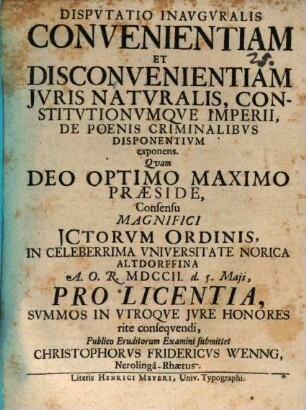 DISPVTATIO INAVGVRALIS
CONVENIENTIAM
ET
DISCONVENIENTIAM
JVRIS NATVRALIS, CON-
STITVTIONVMQVE IMPERII,
DE POENIS CRIMINALIBVS
DISPONENTIVM
exponens.
Qvam
DEO OPTIMO MAXIMO
PRÆSIDE,
Consensu
MAGNIFICI
JCTORVM ORDINIS,
IN CELEBERRIMA VNIVERSITATE NORICA
ALTDORFFINA
A. O. R. MDCCII. d. 5. Maji,
PRO LICENTIA,
SVMMOS IN VTROQVE JVRE HONORES
rite conseqvendi,
Publico Eruditorum Examini submittet
CHRISTOPHORVS FRIDERICVS WENNG,
Nerolingâ-Rhætus.
Literis HENRICI MEYERI, Univ. Typographi.